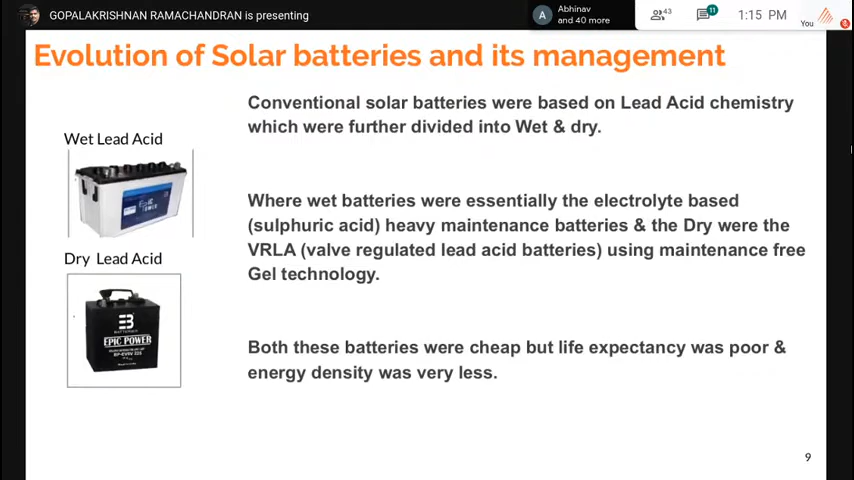 GOPALAKRISHNAN RAMACHANDRAN is presenting
A
Abhinav
and 40 more
43
11
1:15 PM
You
Evolution of Solar batteries and its management
Conventional solar batteries were based on Lead Acid chemistry
which were further divided into Wet & dry.
Wet Lead Acid
Where wet batteries were essentially the electrolyte based
(sulphuric acid) heavy maintenance batteries & the Dry were the
VRLA (valve regulated lead acid batteries) using maintenance free
Gel technology.
Dry Lead Acid
EPIC POWER
Both these batteries were cheap but life expectancy was poor &
energy density was very less.
9